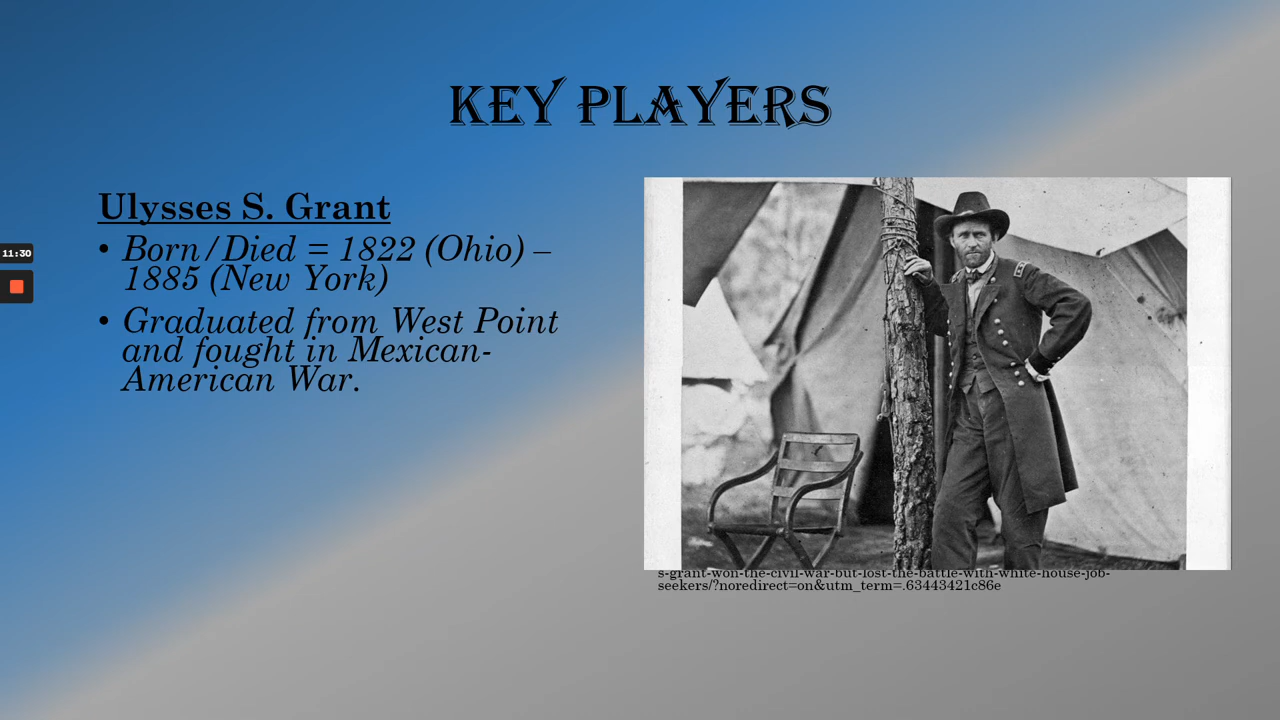 KEY PLAYERS
Ulysses S. Grant
• Born/Died = 1822 (Ohio) –
1885 (New York)
• Graduated from West Point
and fought in Mexican-
American War.
11:30
s-grant-won-the-civil-war-but-lost-the-battle-with-white-house-job-
seekers/?noredirect=on&utm_term=.63443421c86e